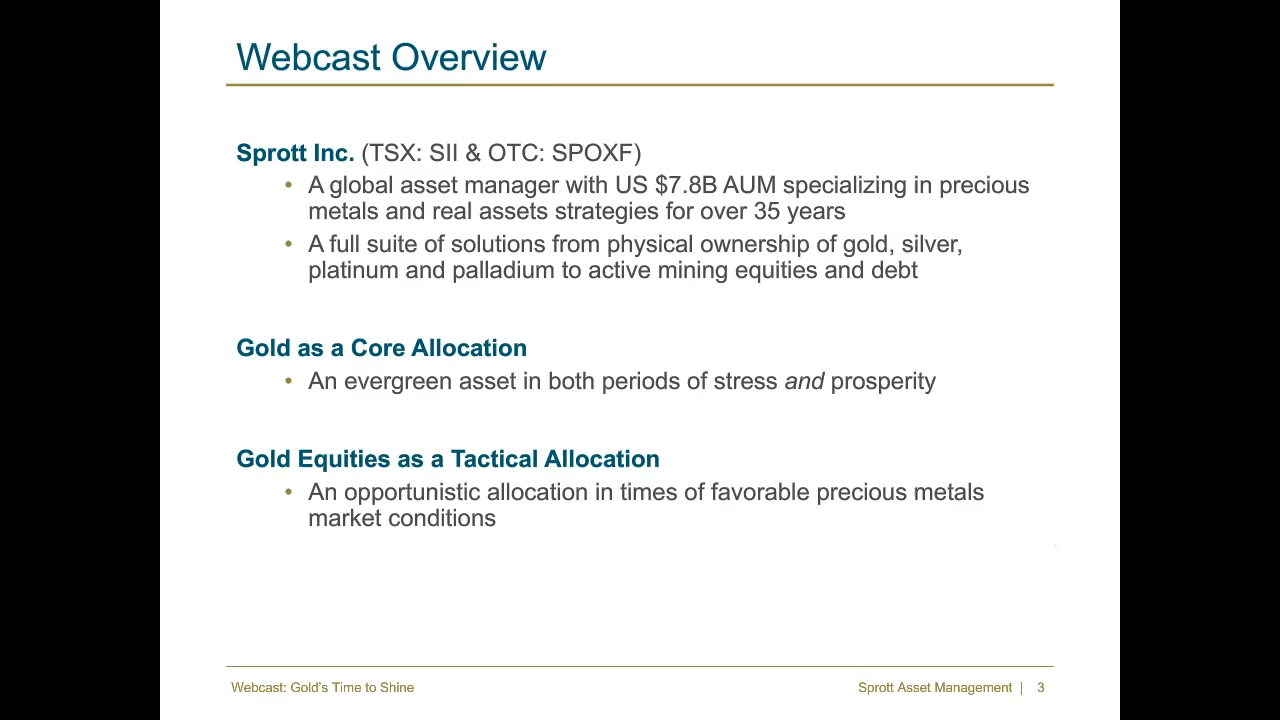 Webcast Overview
Sprott Inc. (TSX: SII & OTC: SPOXF)
• A global asset manager with US $7.8B AUM specializing in precious
metals and real assets strategies for over 35 years
• A full suite of solutions from physical ownership of gold, silver,
platinum and palladium to active mining equities and debt
Gold as a Core Allocation
• An evergreen asset in both periods of stress and prosperity
Gold Equities as a Tactical Allocation
• An opportunistic allocation in times of favorable precious metals
market conditions
Webcast: Gold's Time to Shine
Sprott Asset Management | 3